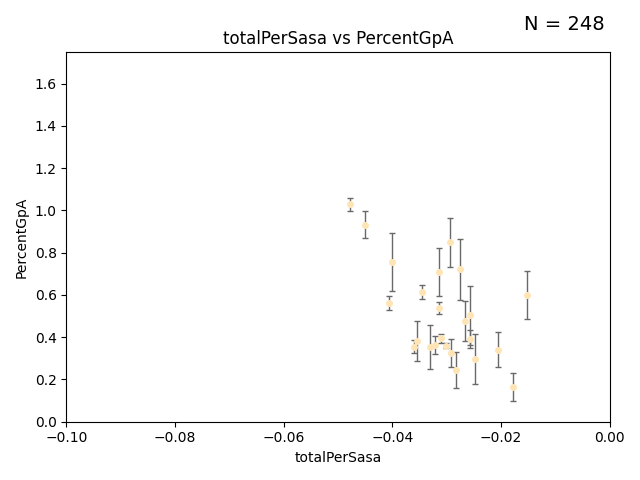 N = 248
totalPerSasa vs PercentGpA
PercentGpA
1.6
1.4
1.2
1.0
0.8
0.6
0.4
0.2
0.0
−0.10 −0.08 −0.06 −0.04 −0.02 0.00
totalPerSasa